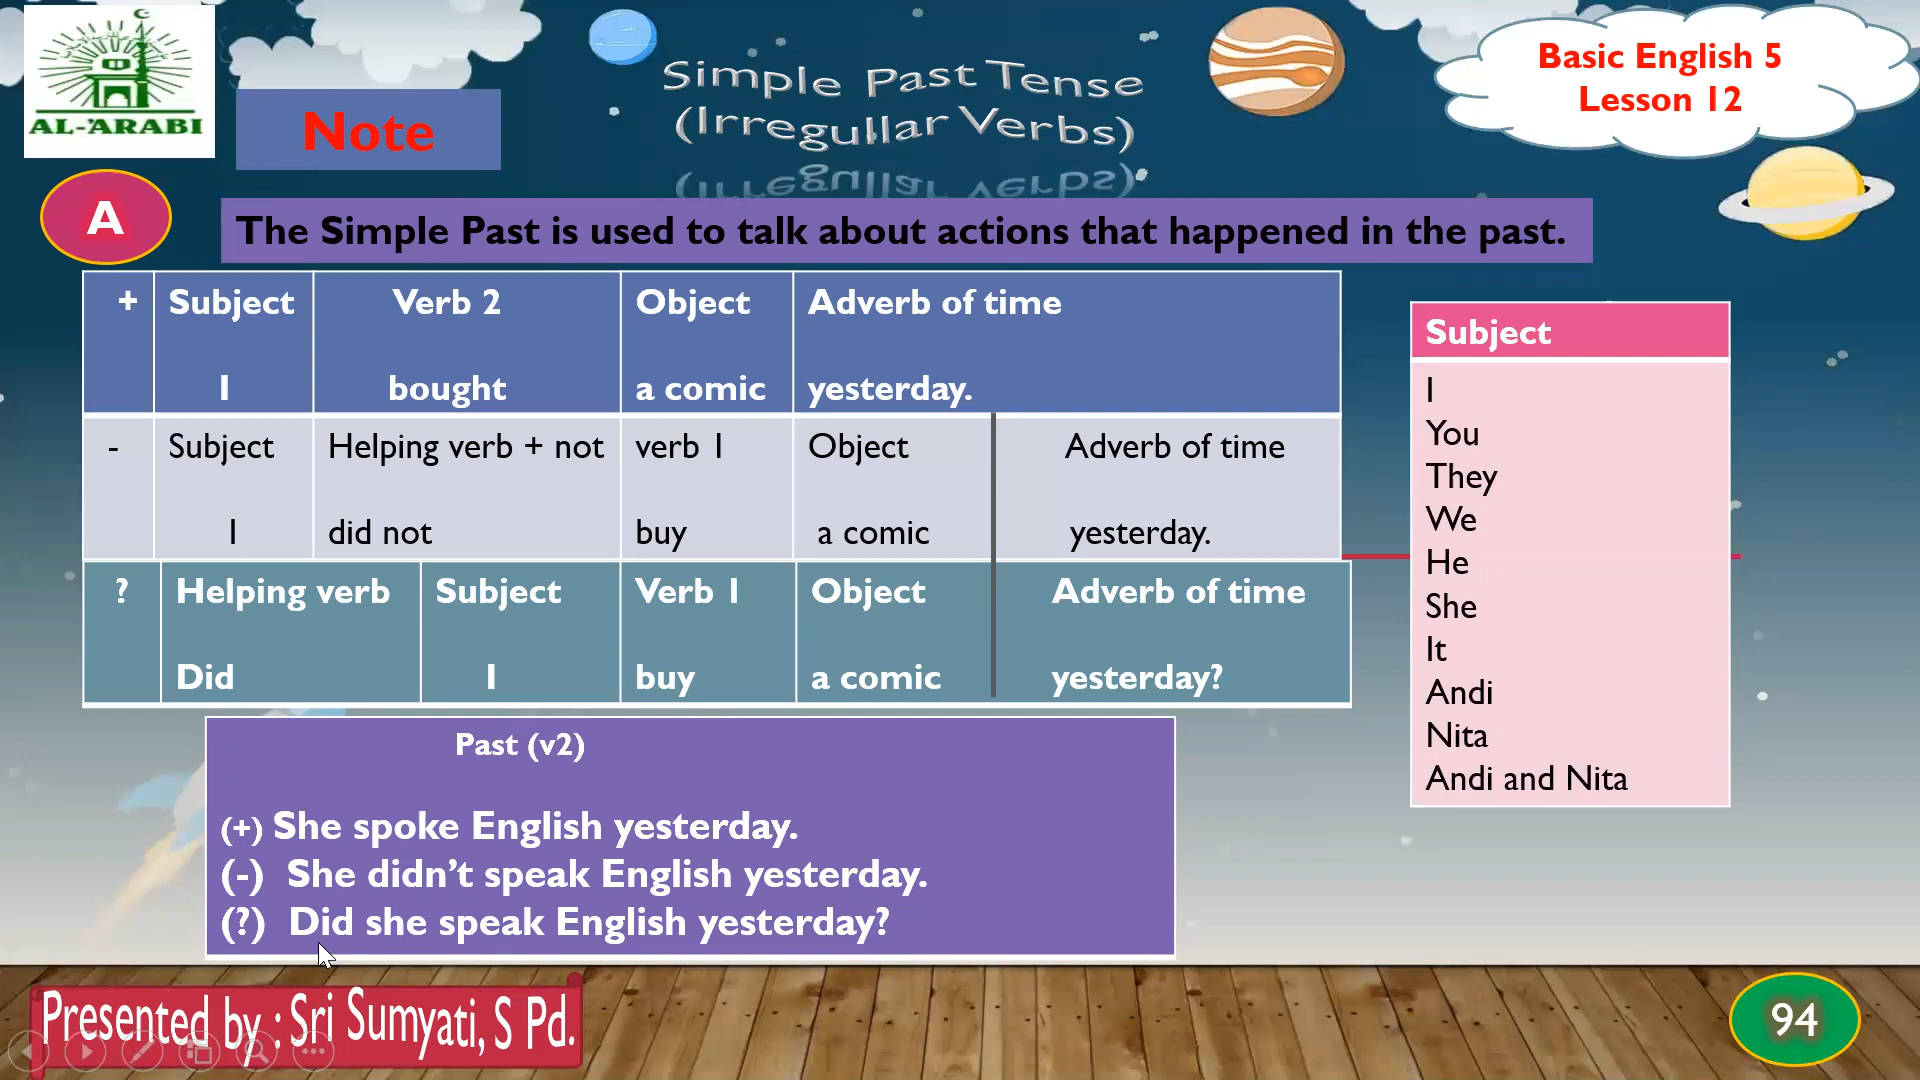 AL-'ARABI
Note
Simple Past Tense
(Irregullar Verbs)
Basic English 5
Lesson 12
A
The Simple Past is used to talk about actions that happened in the past.
+ Subject Verb 2 Object Adverb of time
I bought a comic yesterday.
- Subject Helping verb + not verb 1 Object Adverb of time
I did not buy a comic yesterday.
? Helping verb Subject Verb 1 Object Adverb of time
Did I buy a comic yesterday?
Subject
I
You
They
We
He
She
It
Andi
Nita
Andi and Nita
Past (v2)
(+) She spoke English yesterday.
(-) She didn't speak English yesterday.
(?) Did she speak English yesterday?
Presented by : Sri Sumyati, S Pd.
94